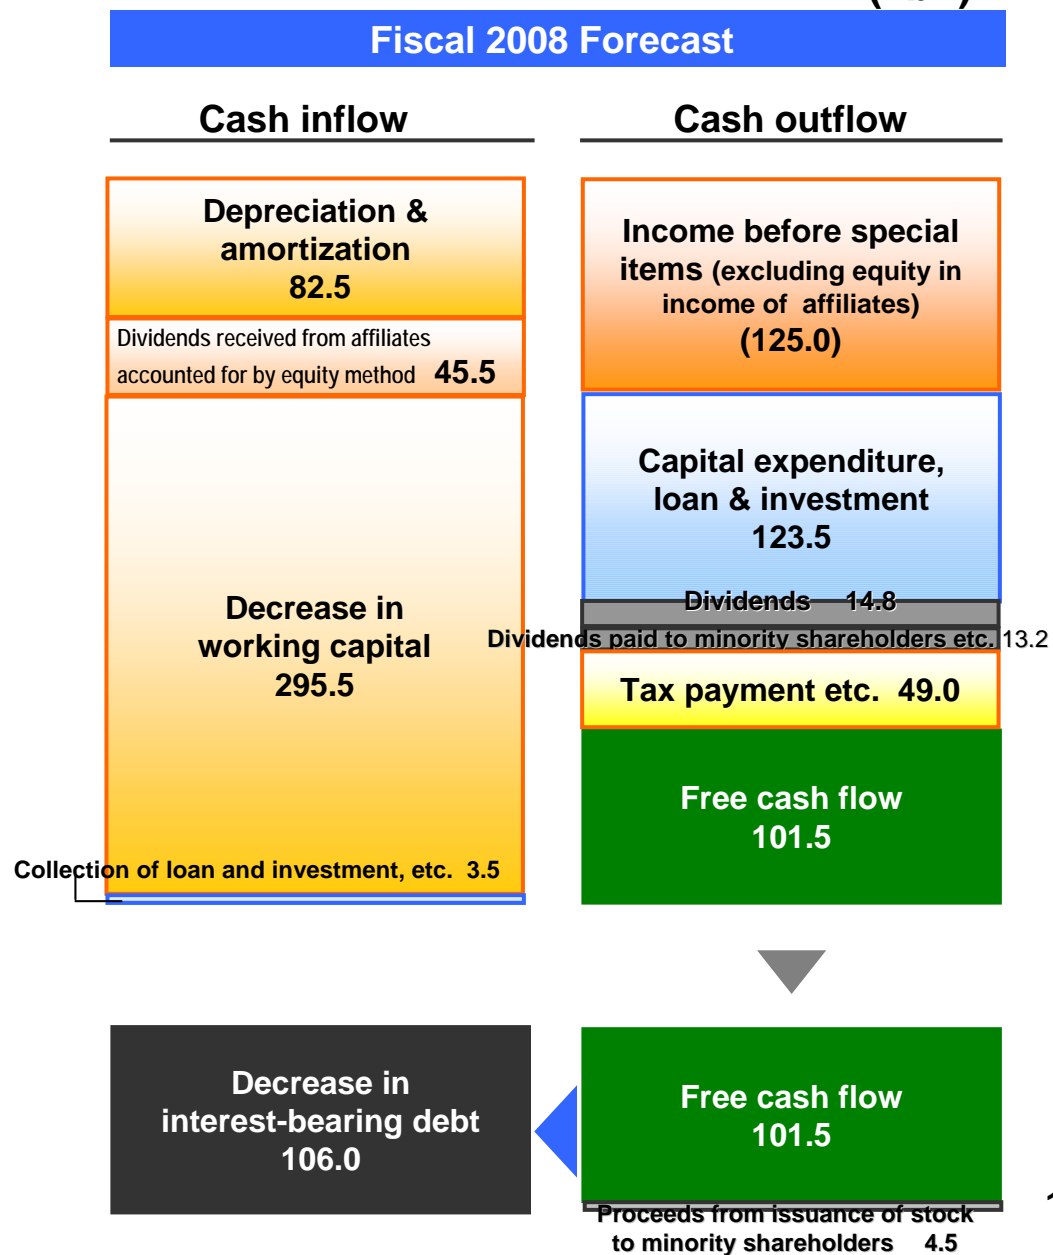 Fiscal 2008 Forecast
Cash inflow
Cash outflow
Depreciation &
amortization
82.5
Dividends received from affiliates
accounted for by equity method 45.5
Decrease in
working capital
295.5
Collection of loan and investment, etc. 3.5
Income before special
items (excluding equity in
income of affiliates)
(125.0)
Capital expenditure,
loan & investment
123.5
Dividends 14.8
Dividends paid to minority shareholders etc. 13.2
Tax payment etc. 49.0
Free cash flow
101.5
Decrease in
interest-bearing debt
106.0
Free cash flow
101.5
Proceeds from issuance of stock
to minority shareholders 4.5